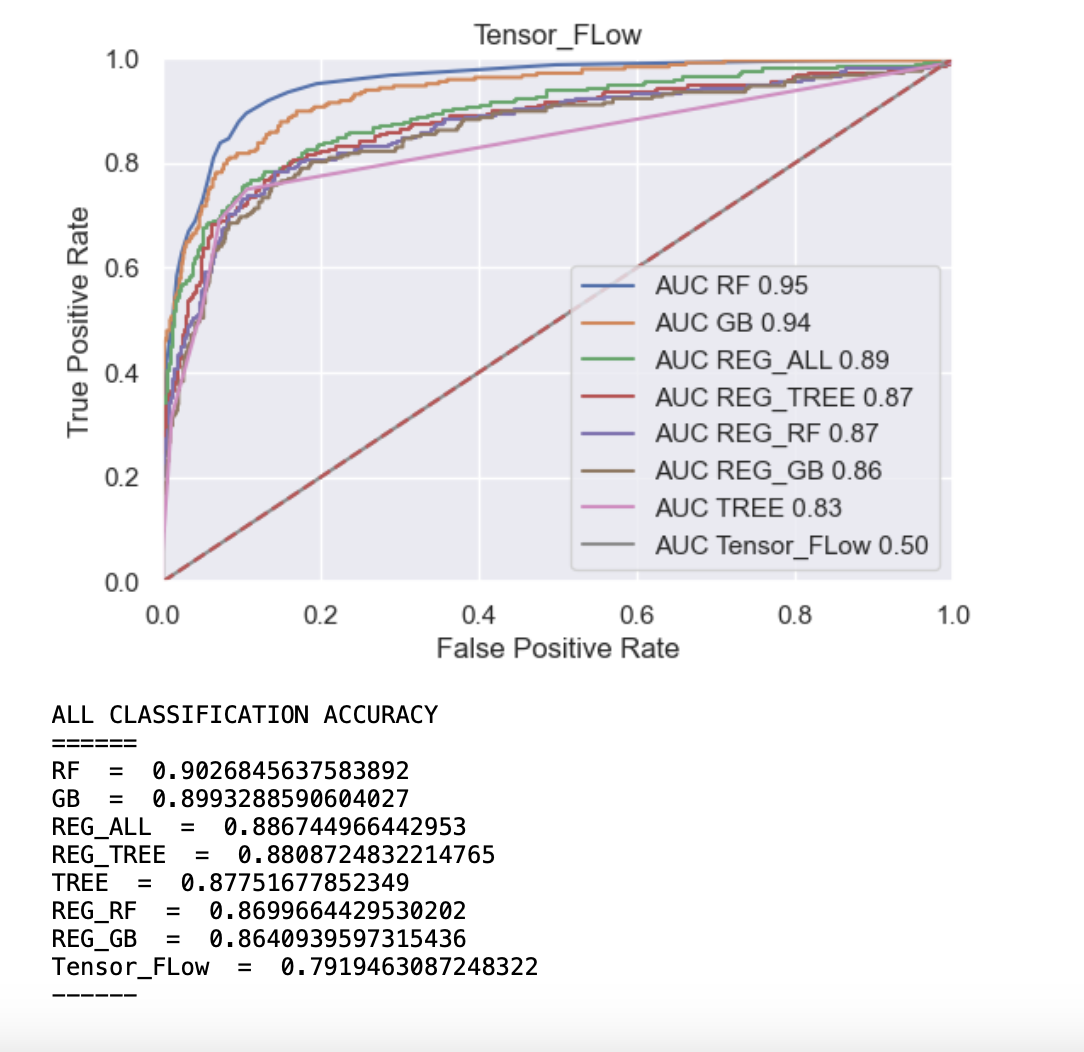 Tensor_FLow
1.0
0.8
0.6
0.4
0.2
0.0
True Positive Rate
AUC RF 0.95
AUC GB 0.94
AUC REG_ALL 0.89
AUC REG_TREE 0.87
AUC REG_RF 0.87
AUC REG_GB 0.86
AUC TREE 0.83
AUC Tensor_FLow 0.50
0.0 0.2 0.4 0.6 0.8 1.0
False Positive Rate
ALL CLASSIFICATION ACCURACY
======
RF = 0.9026845637583892
GB = 0.8993288590604027
REG_ALL = 0.886744966442953
REG_TREE = 0.8808724832214765
TREE = 0.87751677852349
REG_RF = 0.8699664429530202
REG_GB = 0.8640939597315436
Tensor_FLow = 0.7919463087248322
------